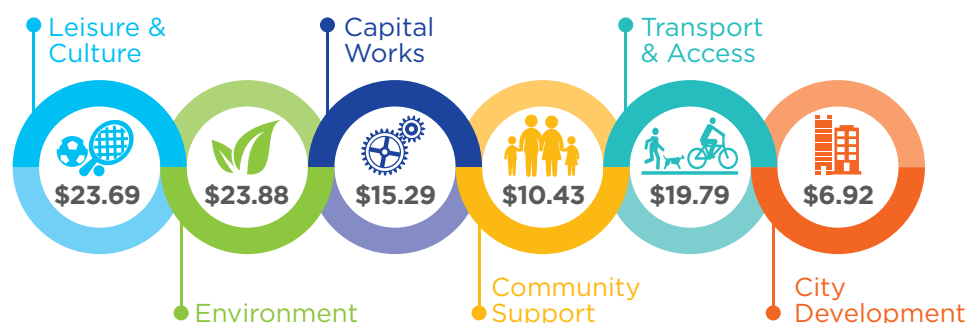 Leisure &
Culture
Capital
Works
Transport
& Access
$23.69
$23.88
$15.29
$10.43
$19.79
$6.92
Environment
Community
Support
City
Development